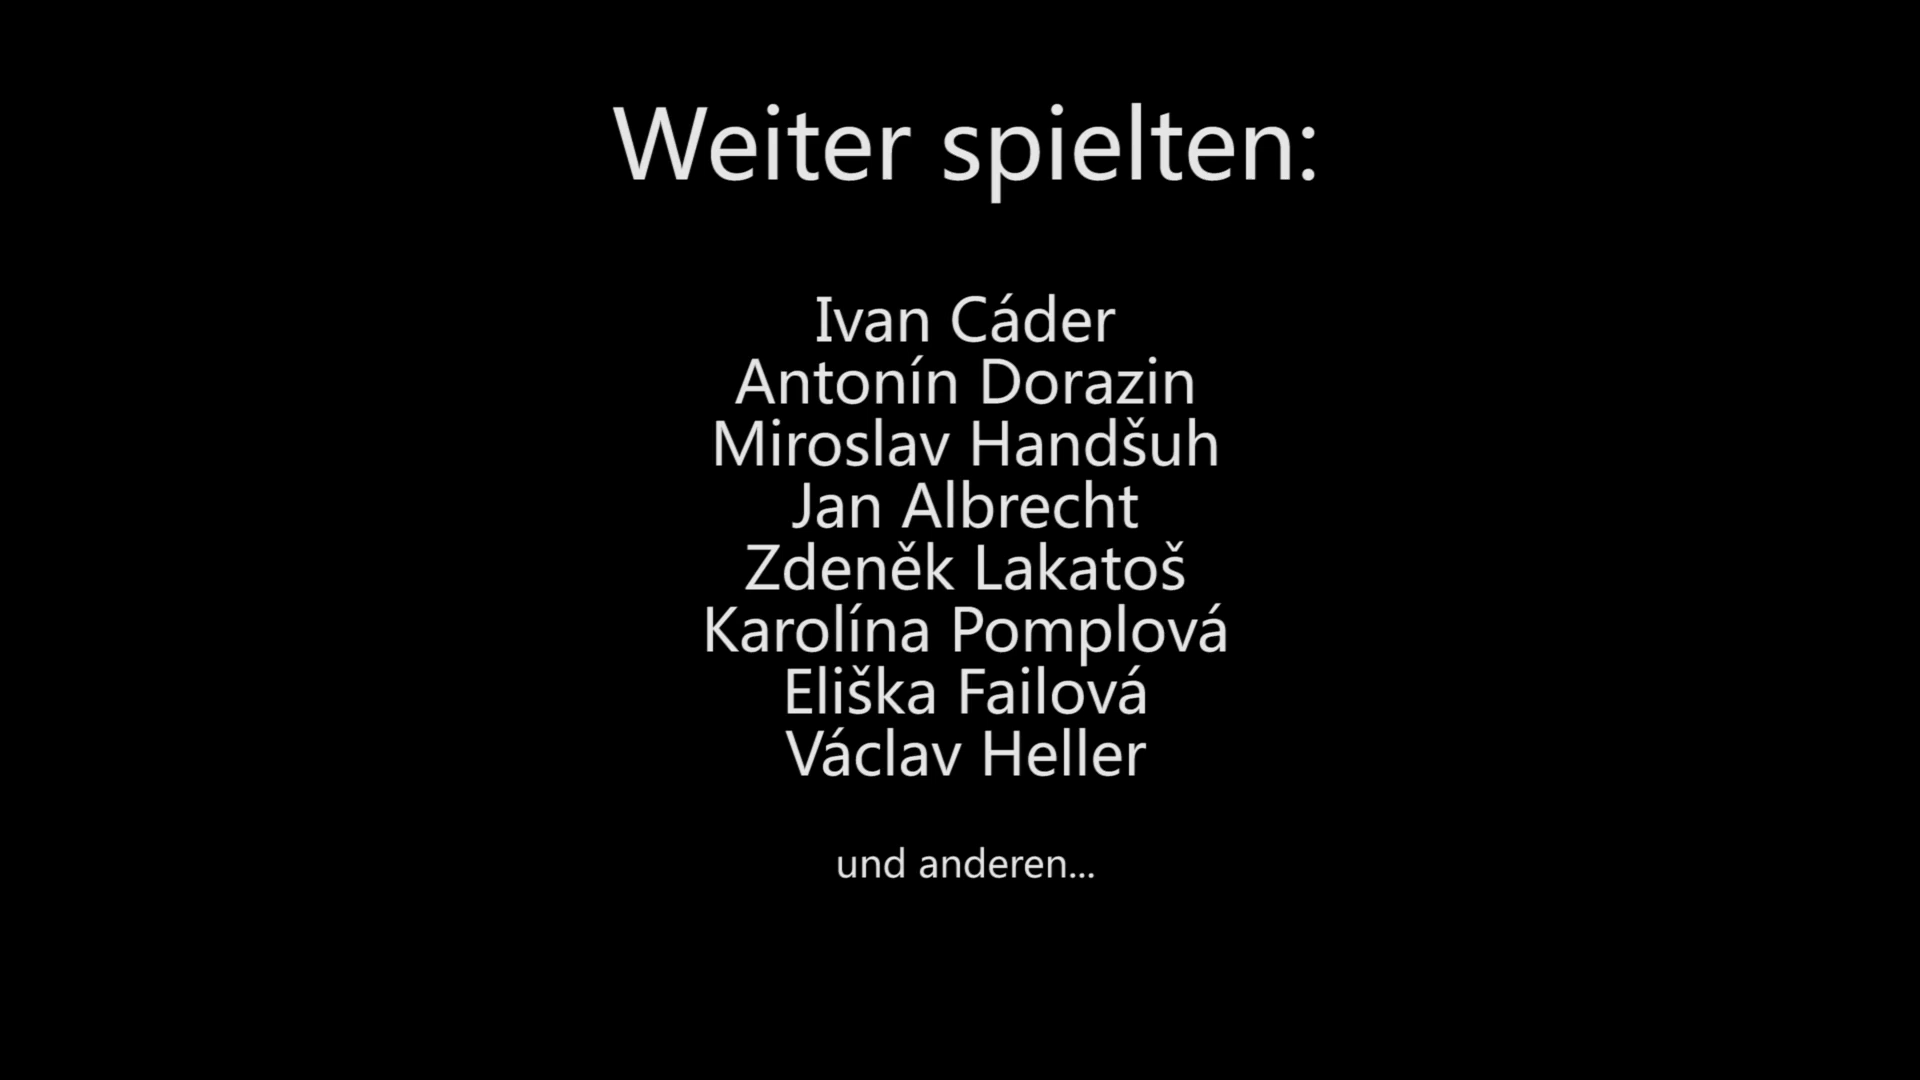 Weiter spielten:
Ivan Cáder
Antonín Dorazin
Miroslav Handšuh
Jan Albrecht
Zdeněk Lakatoš
Karolína Pomplová
Eliška Failová
Václav Heller
und anderen...